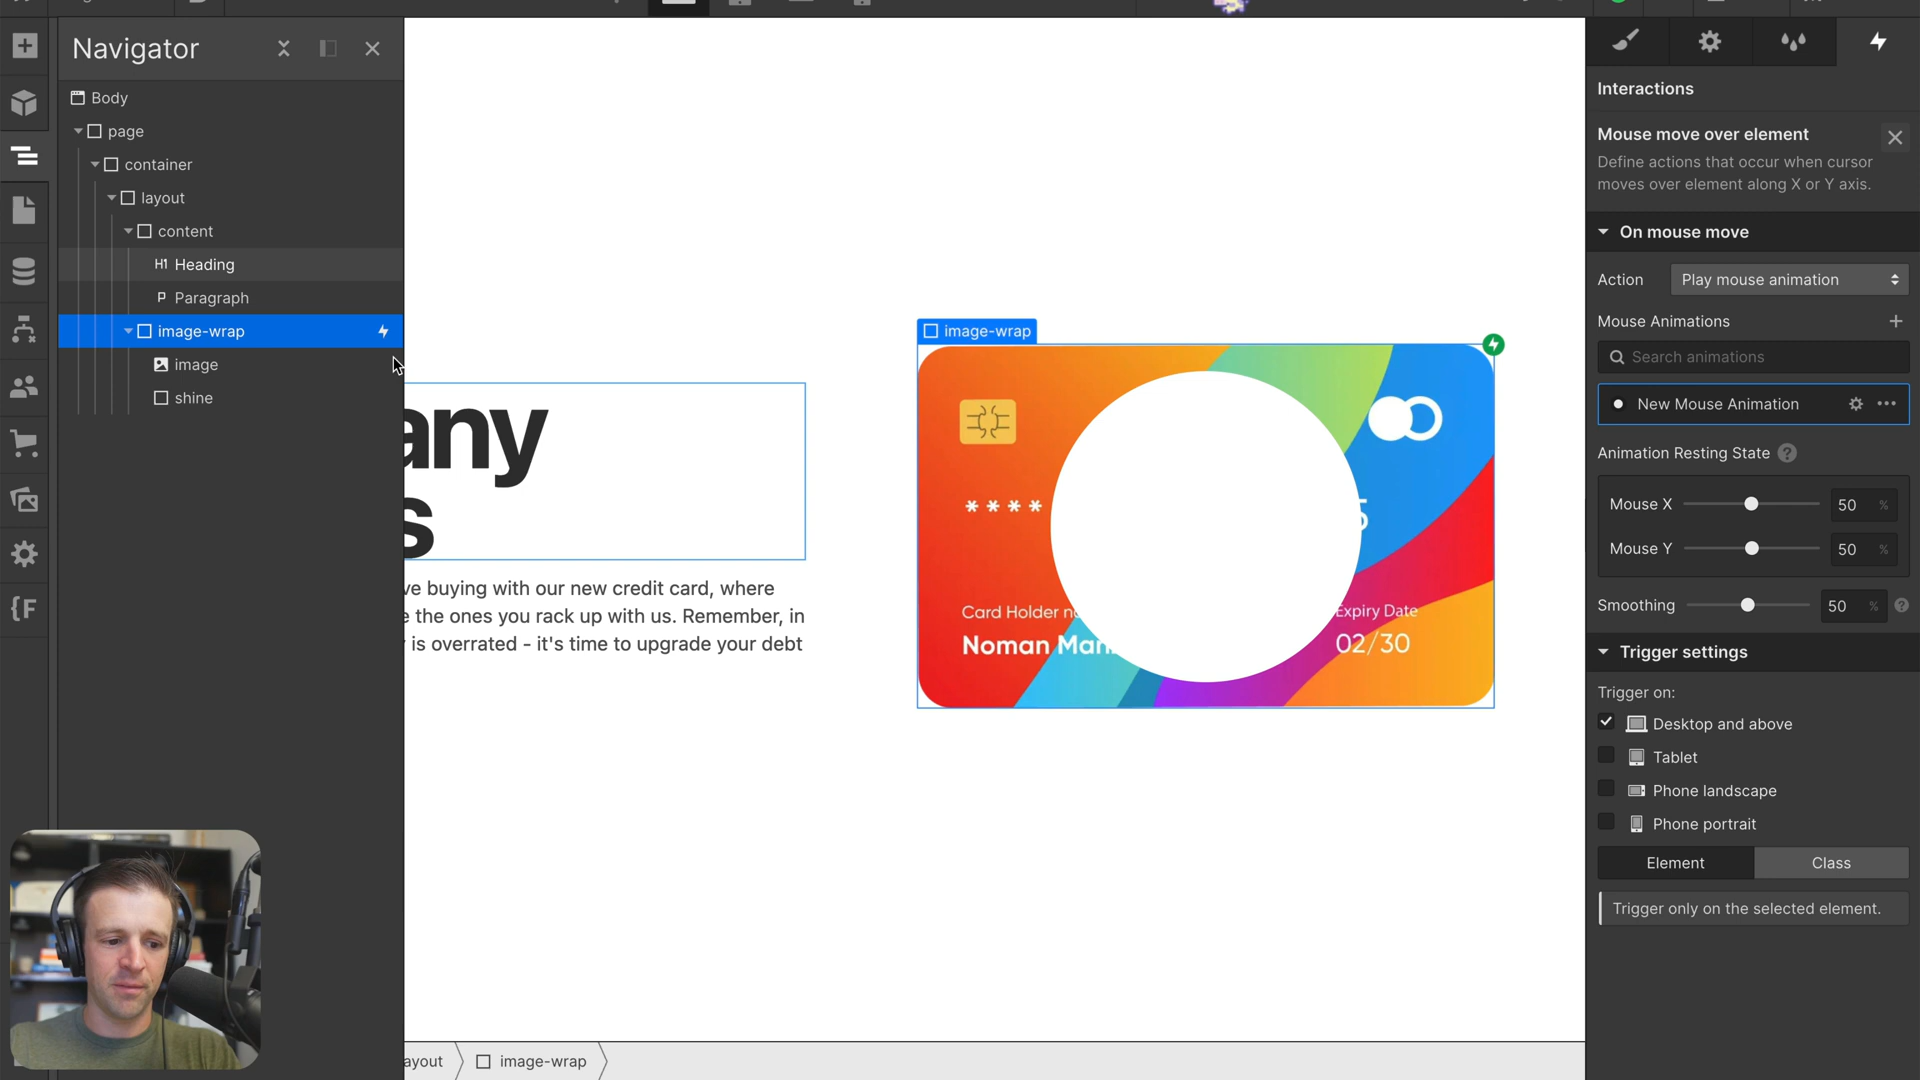 Navigator
Body
page
container
layout
content
H1 Heading
P Paragraph
image-wrap
image
shine
{F
any
s
ve buying with our new credit card, where
e the ones you rack up with us. Remember, in
is overrated - it's time to upgrade your debt
image-wrap
****
5
Card Holder n
Noman Man
Expiry Date
02/30
ayout
image-wrap
Interactions
Mouse move over element
Define actions that occur when cursor
moves over element along X or Y axis.
On mouse move
Action
Play mouse animation
Mouse Animations
Search animations
New Mouse Animation
Animation Resting State ?
Mouse X 50 %
Mouse Y 50 %
Smoothing 50 % ?
Trigger settings
Trigger on:
Desktop and above
Tablet
Phone landscape
Phone portrait
Element
Class
Trigger only on the selected element.